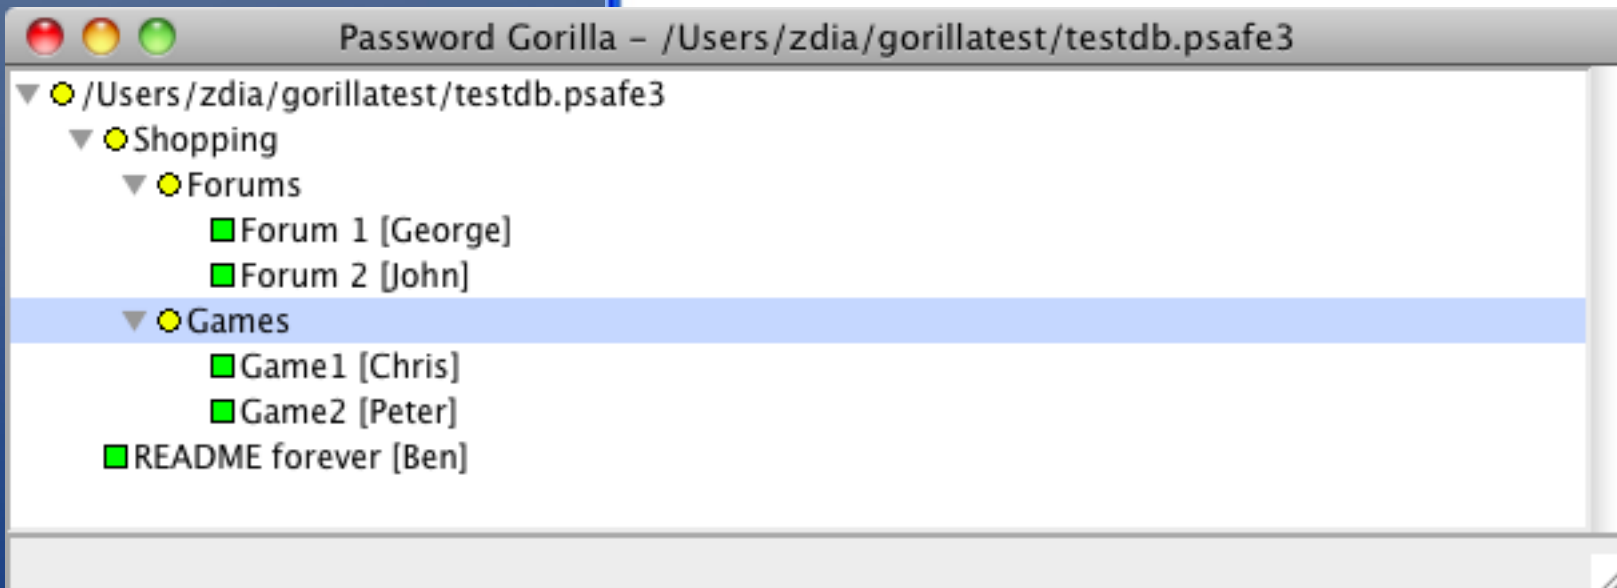 Password Gorilla – /Users/zdia/gorillatest/testdb.psafe3
/Users/zdia/gorillatest/testdb.psafe3
Shopping
Forums
Forum 1 [George]
Forum 2 [John]
Games
Game1 [Chris]
Game2 [Peter]
README forever [Ben]